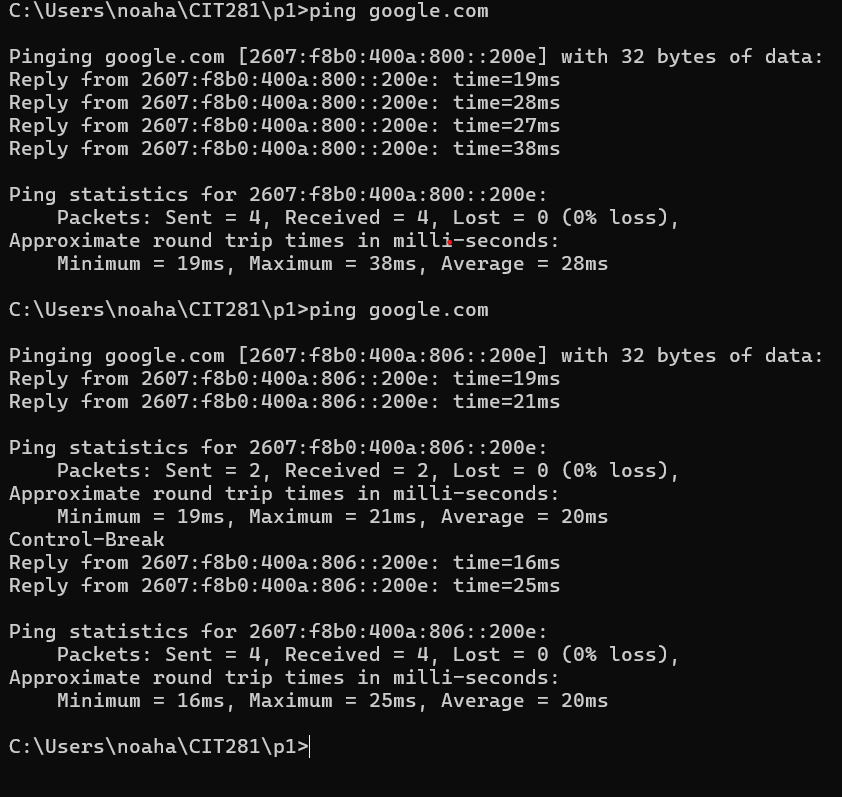 C:\Users\noaha\CIT281\p1>ping google.com
Pinging google.com [2607:f8b0:400a:800::200e] with 32 bytes of data:
Reply from 2607:f8b0:400a:800::200e: time=19ms
Reply from 2607:f8b0:400a:800::200e: time=28ms
Reply from 2607:f8b0:400a:800::200e: time=27ms
Reply from 2607:f8b0:400a:800::200e: time=38ms
Ping statistics for 2607:f8b0:400a:800::200e:
    Packets: Sent = 4, Received = 4, Lost = 0 (0% loss),
Approximate round trip times in milli-seconds:
    Minimum = 19ms, Maximum = 38ms, Average = 28ms
C:\Users\noaha\CIT281\p1>ping google.com
Pinging google.com [2607:f8b0:400a:806::200e] with 32 bytes of data:
Reply from 2607:f8b0:400a:806::200e: time=19ms
Reply from 2607:f8b0:400a:806::200e: time=21ms
Ping statistics for 2607:f8b0:400a:806::200e:
    Packets: Sent = 2, Received = 2, Lost = 0 (0% loss),
Approximate round trip times in milli-seconds:
    Minimum = 19ms, Maximum = 21ms, Average = 20ms
Control-Break
Reply from 2607:f8b0:400a:806::200e: time=16ms
Reply from 2607:f8b0:400a:806::200e: time=25ms
Ping statistics for 2607:f8b0:400a:806::200e:
    Packets: Sent = 4, Received = 4, Lost = 0 (0% loss),
Approximate round trip times in milli-seconds:
    Minimum = 16ms, Maximum = 25ms, Average = 20ms
C:\Users\noaha\CIT281\p1>